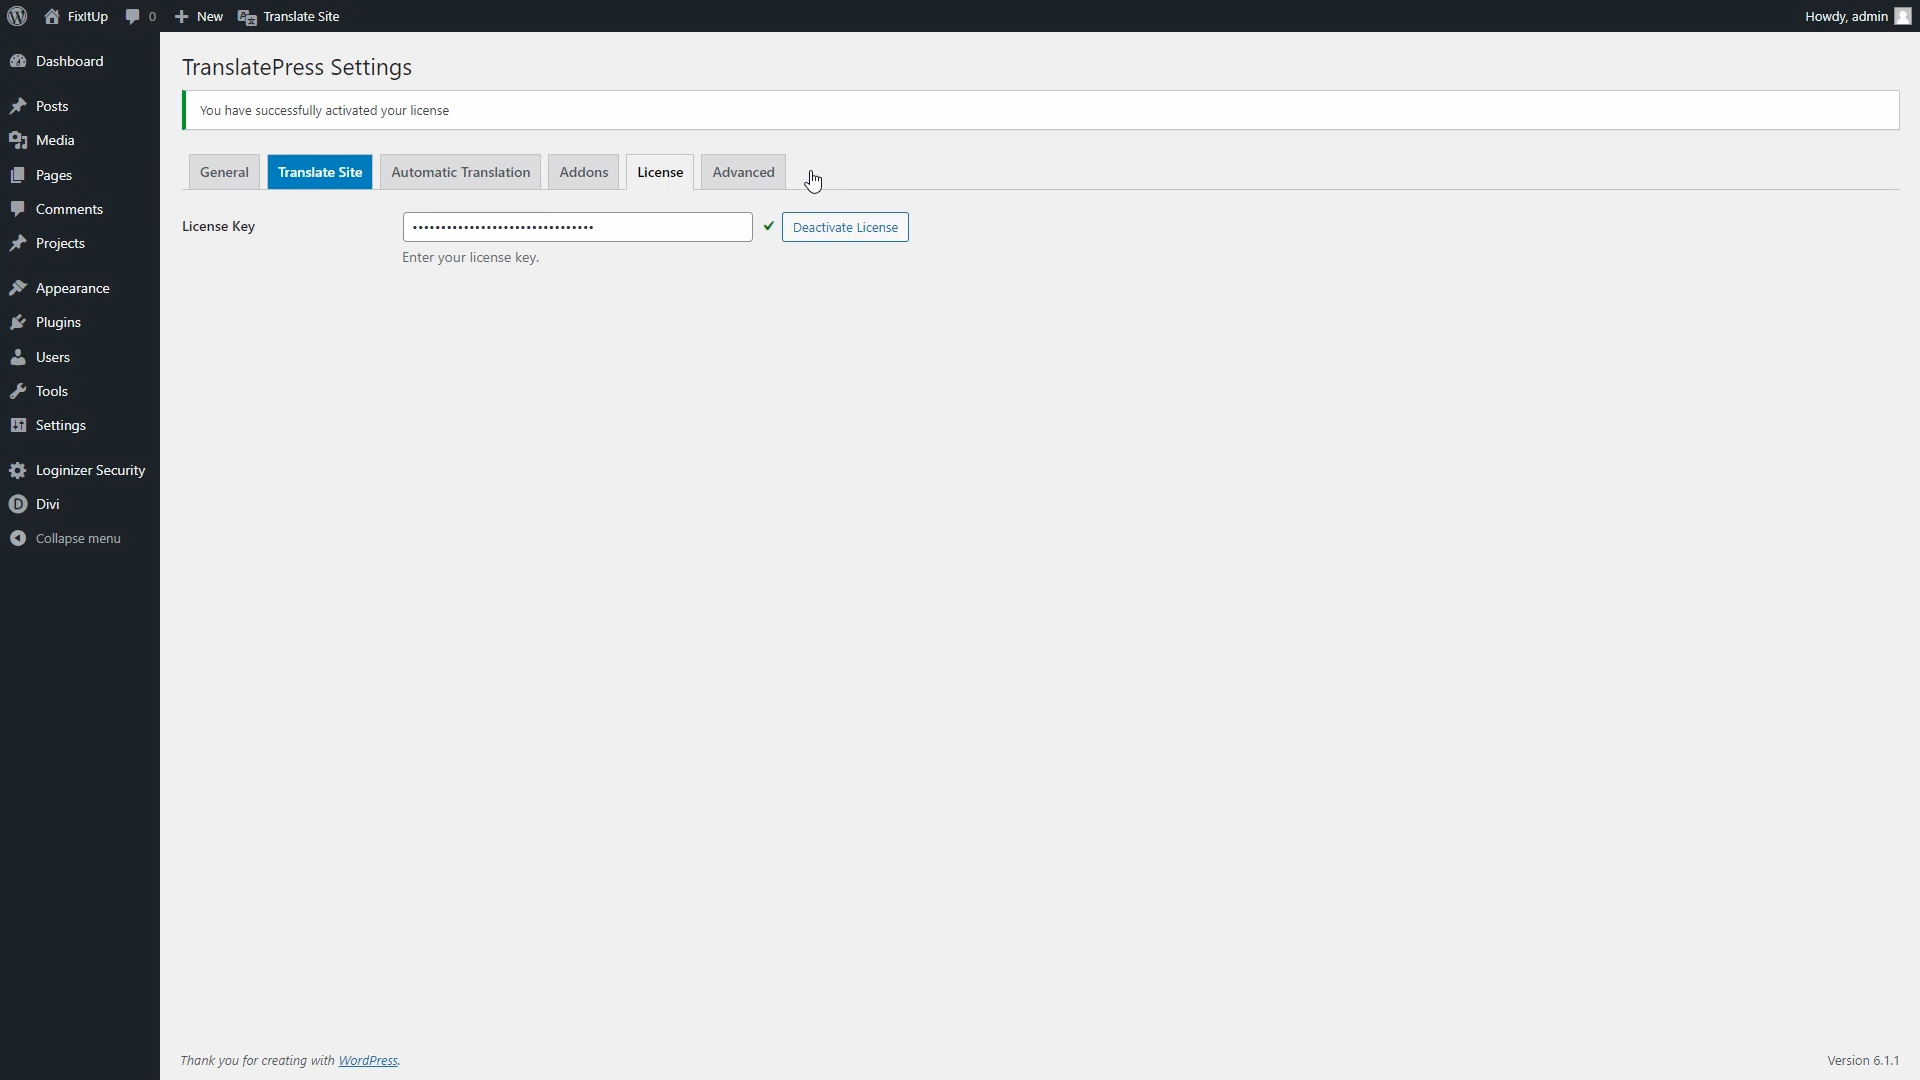 FixItUp 0 New Translate Site Howdy, admin
Dashboard
Posts
Media
Pages
Comments
Projects
Appearance
Plugins
Users
Tools
Settings
Loginizer Security
Divi
Collapse menu
TranslatePress Settings
You have successfully activated your license
General Translate Site Automatic Translation Addons License Advanced
License Key •••••••••••••••••••••••••••••••• Deactivate License
Enter your license key.
Thank you for creating with WordPress. Version 6.1.1